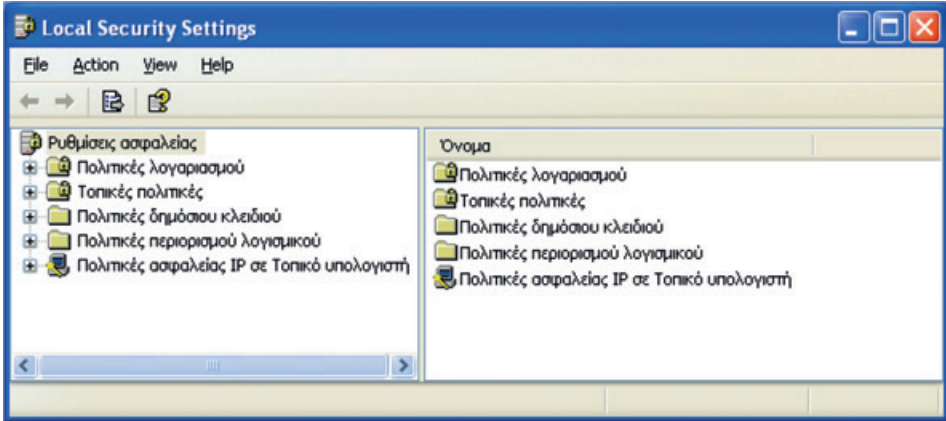 Local Security Settings
File Action View Help
Ρυθμίσεις ασφαλείας
Πολιτικές λογαριασμού
Τοπικές πολιτικές
Πολιτικές δημόσιου κλειδιού
Πολιτικές περιορισμού λογισμικού
Πολιτικές ασφαλείας IP σε Τοπικό υπολογιστή
Όνομα
Πολιτικές λογαριασμού
Τοπικές πολιτικές
Πολιτικές δημόσιου κλειδιού
Πολιτικές περιορισμού λογισμικού
Πολιτικές ασφαλείας IP σε Τοπικό υπολογιστή